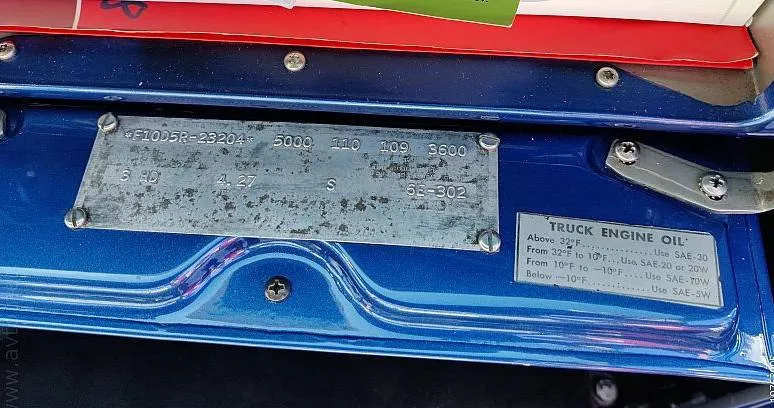 *F10D5R-23204* 5000 110 109 3600
3 HD 4.27 S 6E-302
TRUCK ENGINE OIL
Above 32°F............Use SAE-30
From 32°F to 10°F....Use SAE-20 or 20W
From 10°F to -10°F......Use SAE-10W
Below -10°F..............Use SAE-5W